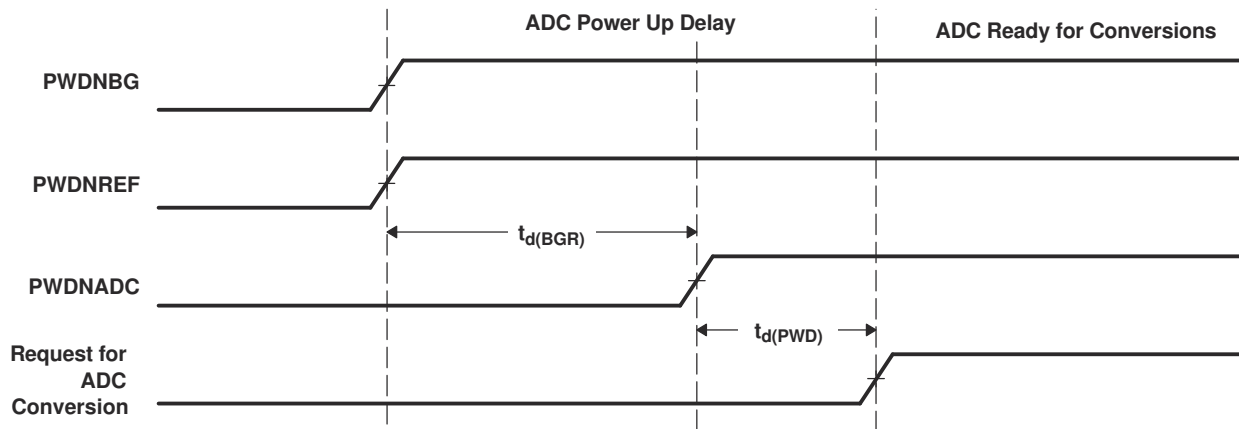 ADC Power Up Delay
ADC Ready for Conversions
PWDNBG
PWDNREF
td(BGR)
PWDNADC
td(PWD)
Request for
ADC
Conversion